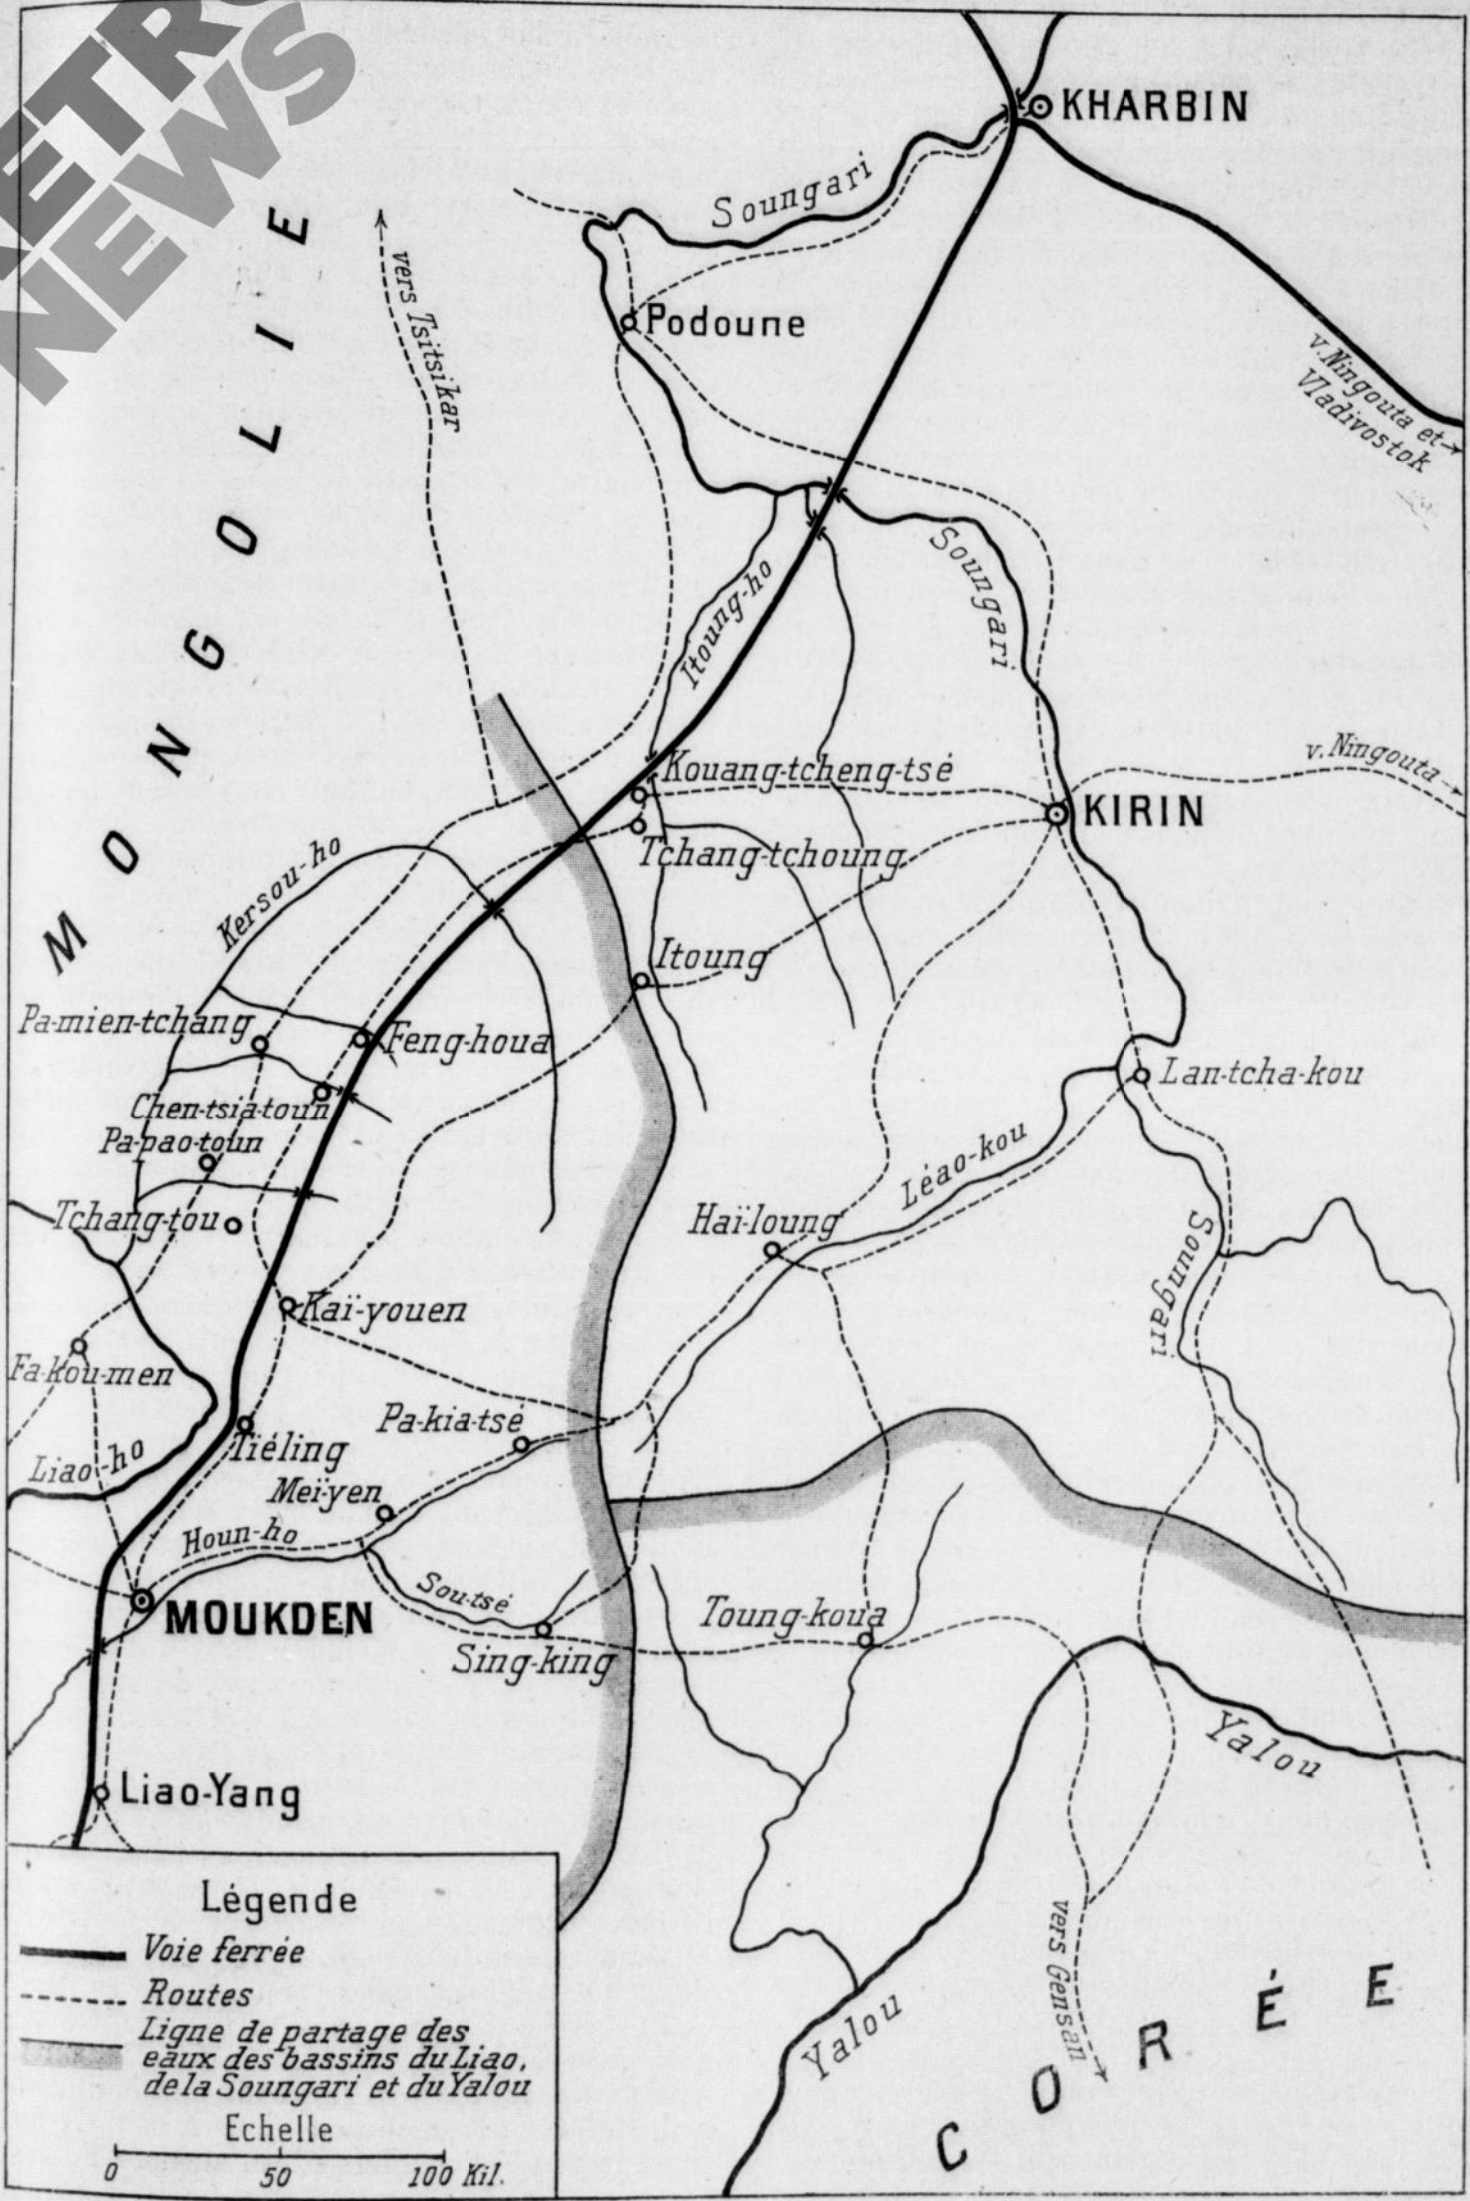 RETRO
NEWS
KHARBIN
Soungari
MONGOLIE
vers Tsitsikar
Podoune
v. Ningouta et
Vladivostok
Soungari
Itoung-ho
Kouang-tcheng-tsé
v. Ningouta
KIRIN
Tchang-tchoung
Kersou-ho
Itoung
Pa-mien-tchang
Feng-houa
Lan-tcha-kou
Chen-tsia-toun
Pa-pao-toun
Léao-kou
Tchang-tou
Haï-loung
Soungari
Kaï-youen
Fa-kou-men
Pa-kia-tsé
Tiéling
Liao-ho
Meï-yen
Houn-ho
Sou-tsé
MOUKDEN
Toung-koua
Sing-king
Yalou
Liao-Yang
vers Gensan
Yalou
CORÉE
Légende
Voie ferrée
Routes
Ligne de partage des
eaux des bassins du Liao,
de la Soungari et du Yalou
Echelle
0 50 100 Kil.